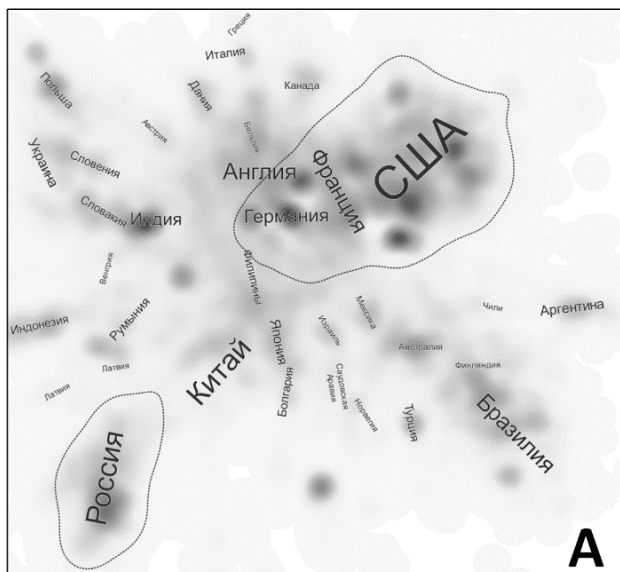 Греция
Италия
Польша
Дания
Канада
Австрия
Бельгия
США
Украина
Словения
Англия
Франция
Словакия
Индия
Германия
Венгрия
Филипины
Мексика
Чили
Аргентина
Индонезия
Румыния
Япония
Израиль
Австралия
Латвия
Китай
Финляндия
Латвия
Болгария
Саудовская
Аравия
Норвегия
Турция
Бразилия
Россия
A